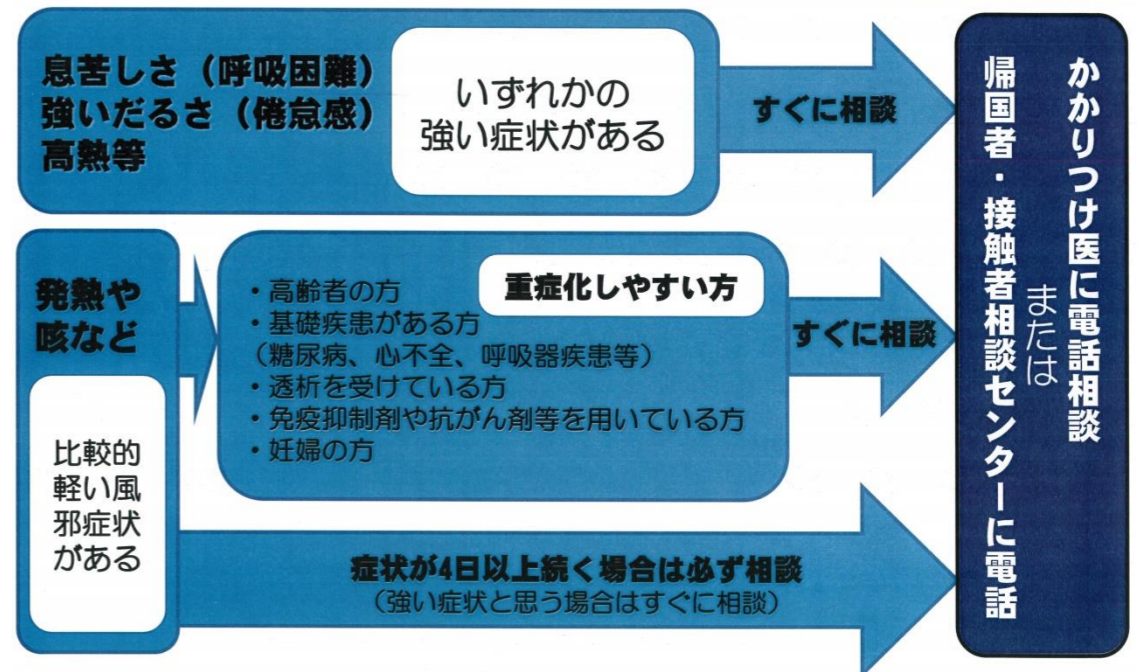 息苦しさ（呼吸困難）
強いだるさ（倦怠感）
高熱等
いずれかの
強い症状がある
すぐに相談
発熱や
咳など
比較的
軽い風
邪症状
がある
重症化しやすい方
・高齢者の方
・基礎疾患がある方
（糖尿病、心不全、呼吸器疾患等）
・透析を受けている方
・免疫抑制剤や抗がん剤等を用いている方
・妊婦の方
すぐに相談
症状が4日以上続く場合は必ず相談
（強い症状と思う場合はすぐに相談）
かかりつけ医に電話相談
または
帰国者・接触者相談センターに電話